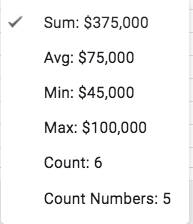 Sum: $375,000
Avg: $75,000
Min: $45,000
Max: $100,000
Count: 6
Count Numbers: 5